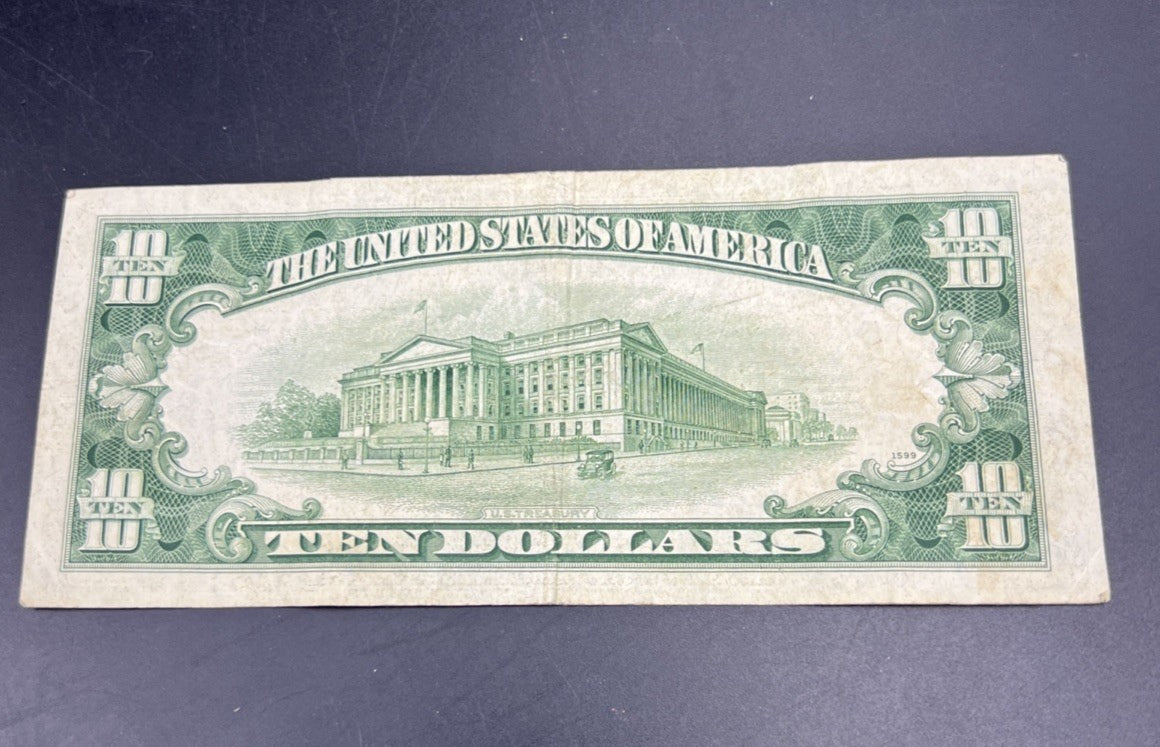 10 TEN 10
THE UNITED STATES OF AMERICA
10 TEN 10
1599
10 TEN 10
U.S. TREASURY
TEN DOLLARS
10 TEN 10